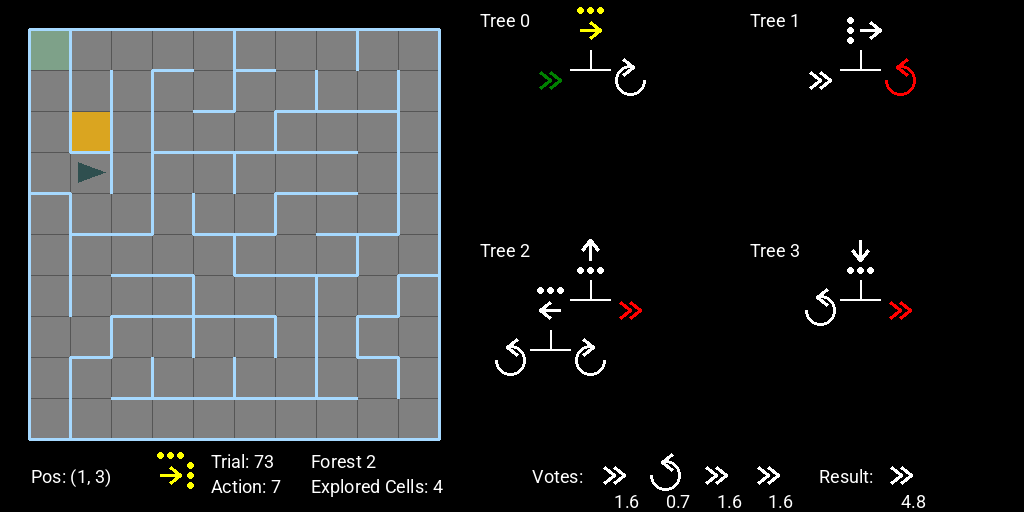 Tree 0
Tree 1
Tree 2
Tree 3
Pos: (1, 3)
Trial: 73
Forest 2
Action: 7
Explored Cells: 4
Votes:
1.6
0.7
1.6
1.6
Result:
4.8